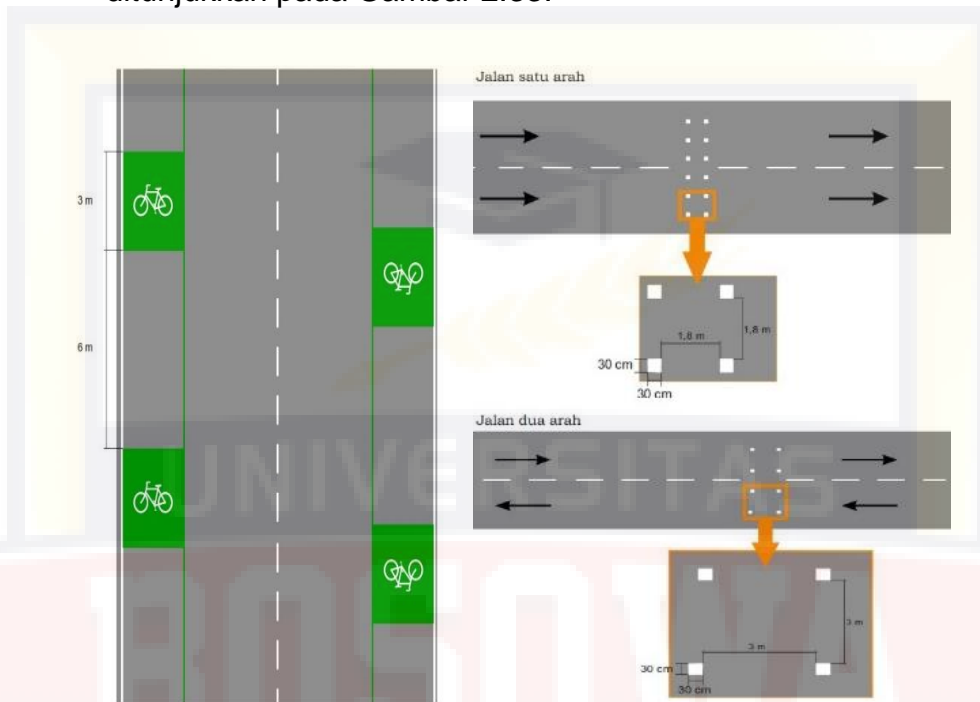 ditunjukkan pada Gambar 2.
3 m
6 m
Jalan satu arah
1,8 m
1,8 m
30 cm
30 cm
Jalan dua arah
3 m
3 m
30 cm
30 cm
UNIVERSITAS
BOSOWA